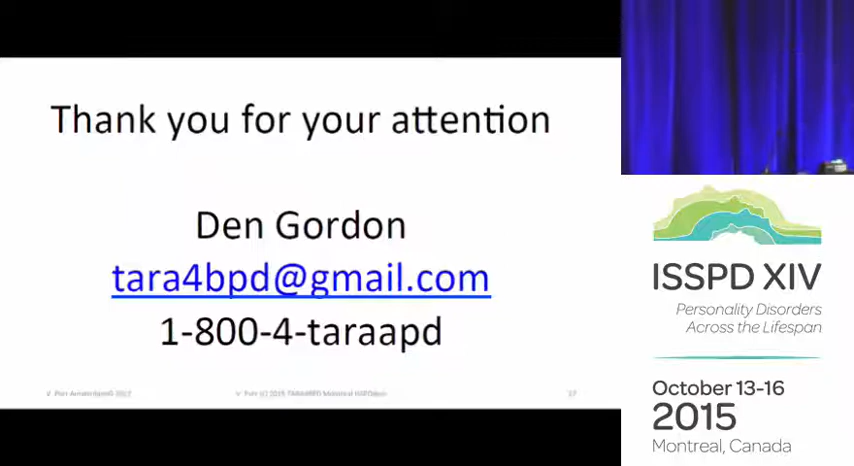 Thank you for your attention
Den Gordon
tara4bpd@gmail.com
1-800-4-taraapd
ISSPD XIV
Personality Disorders
Across the Lifespan
October 13-16
2015
Montreal, Canada